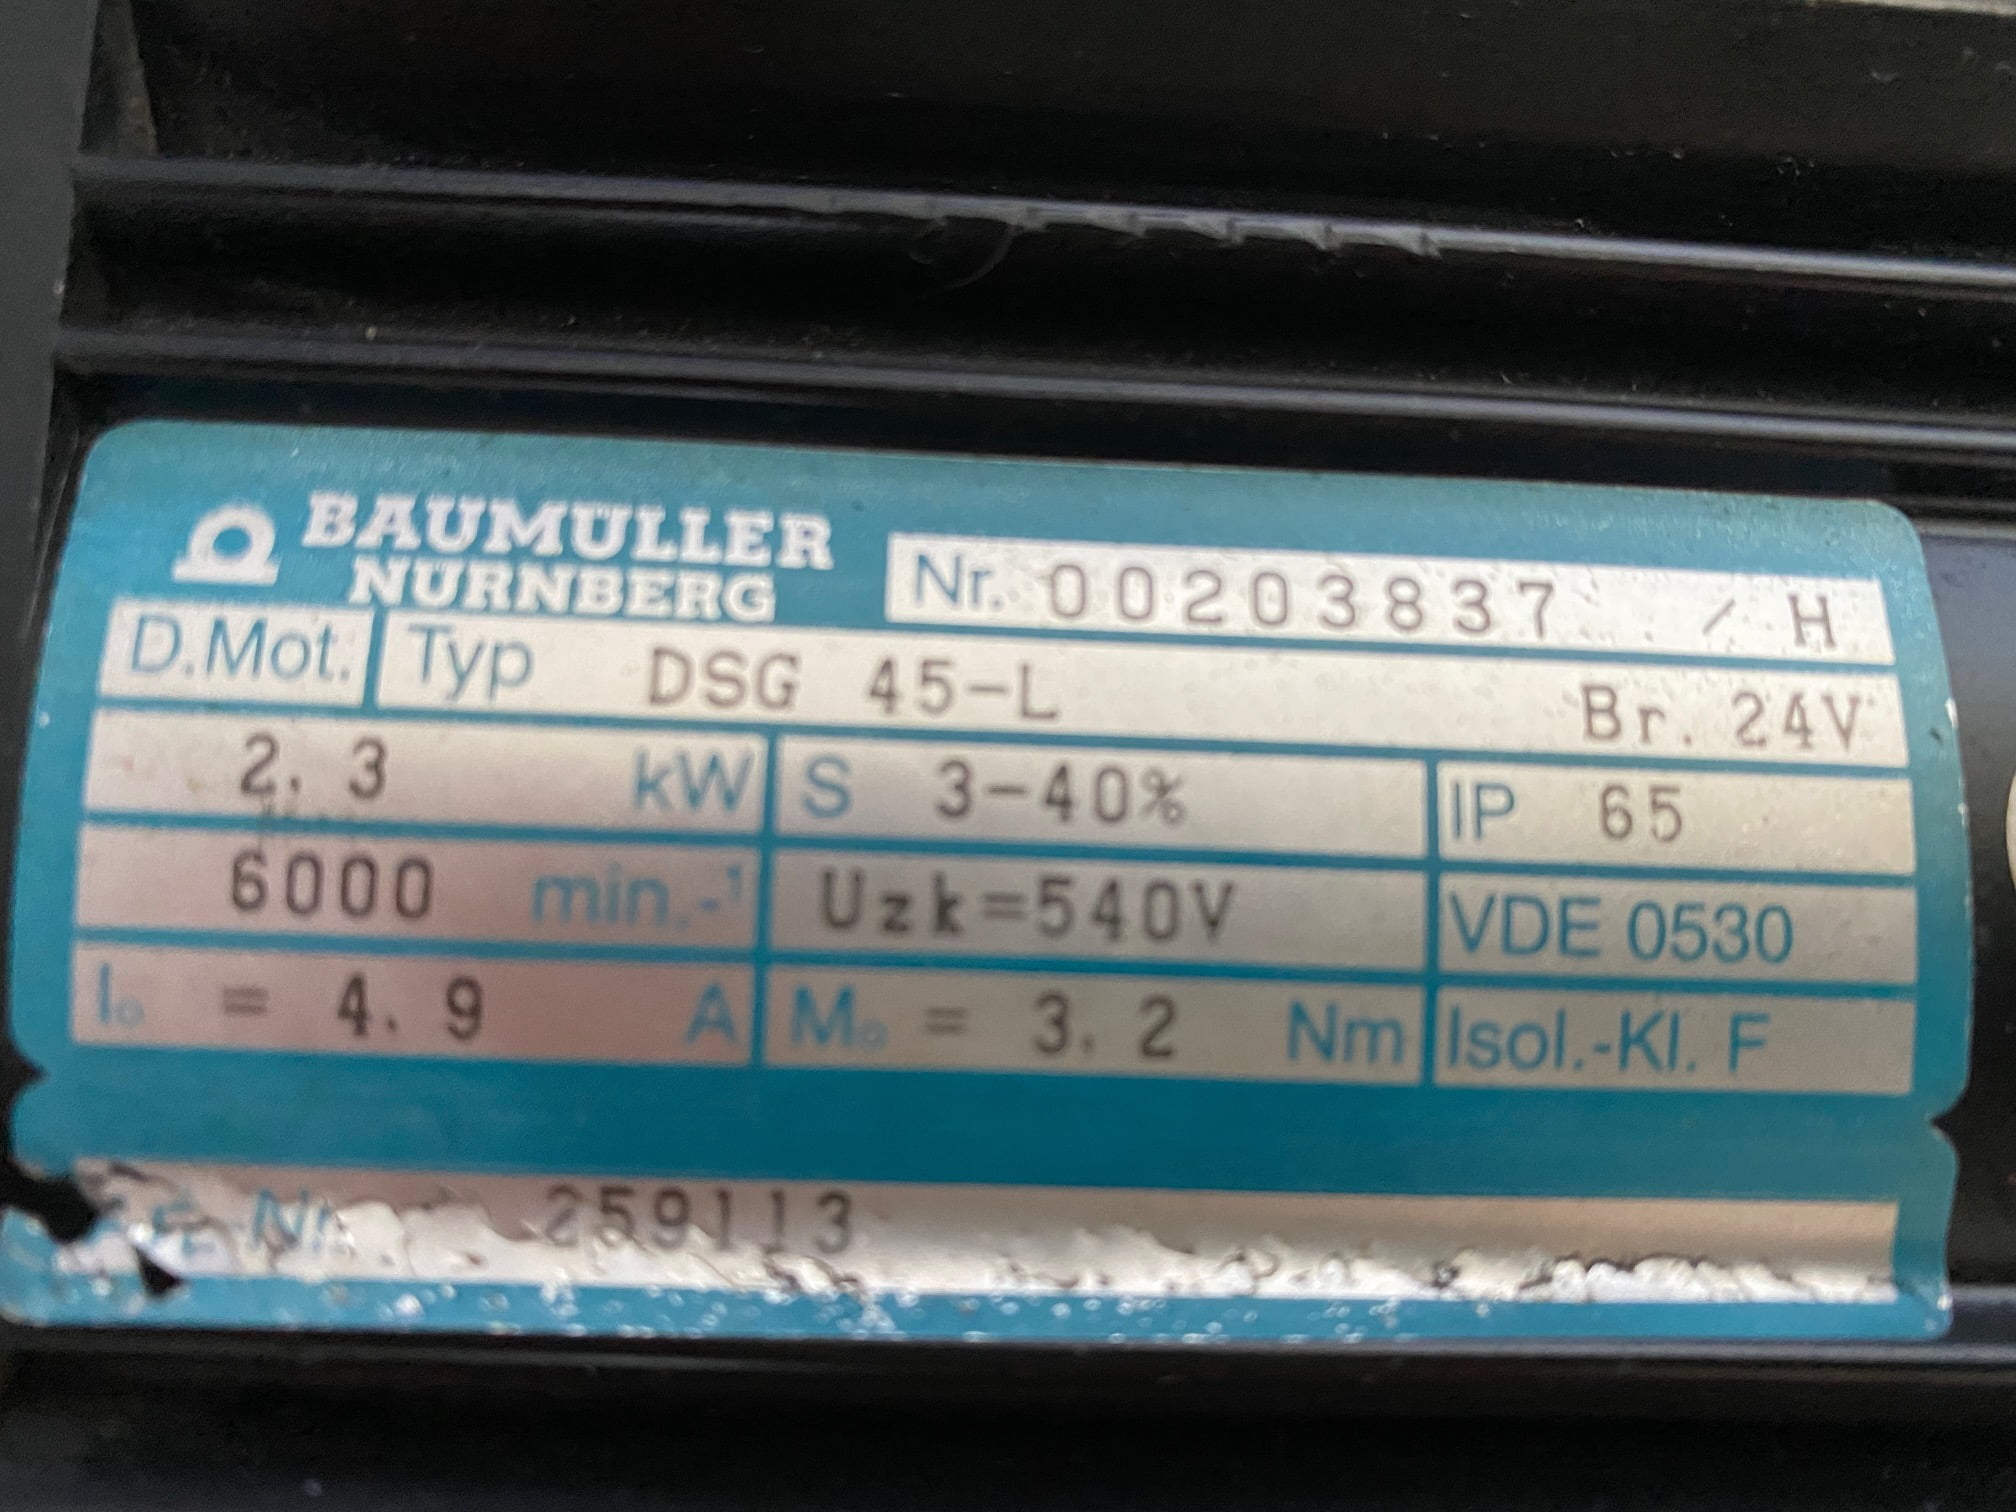 BAUMÜLLER
NÜRNBERG
Nr. 00203837 / H
D.Mot. Typ DSG 45-L Br. 24V
2.3 kW S 3-40% IP 65
6000 min.-¹ Uzk=540V VDE 0530
I₀ = 4.9 A M₀ = 3.2 Nm Isol.-Kl. F
259113